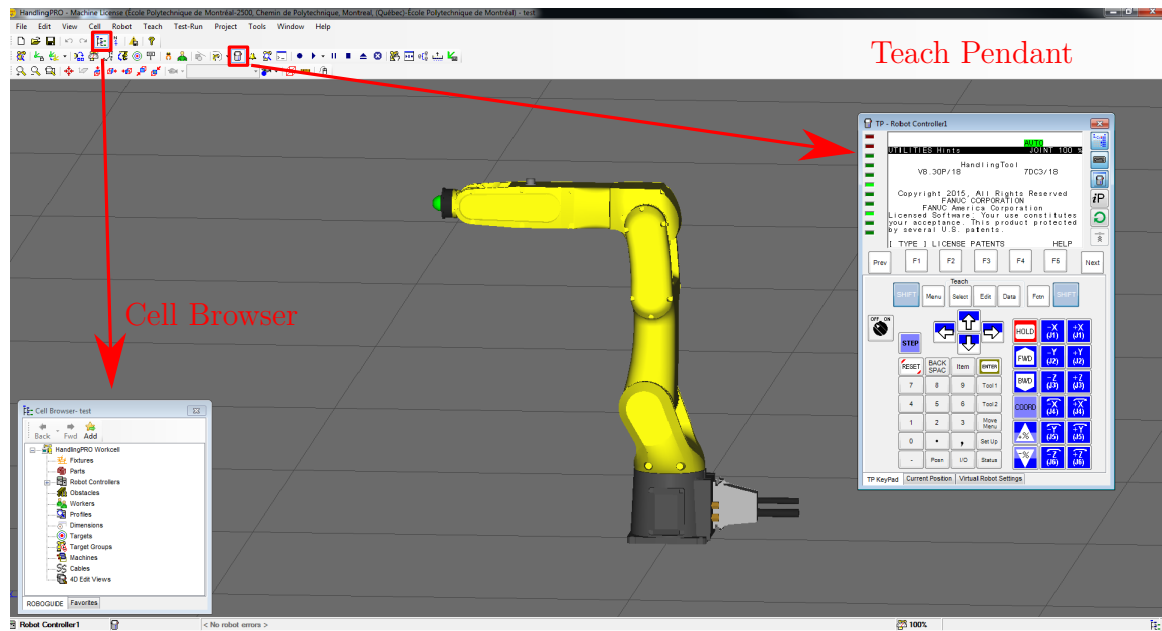 HandlingPRO - Machine License (École Polytechnique de Montréal-2500, Chemin de Polytechnique, Montreal, (Québec)-École Polytechnique de Montréal) - test
File Edit View Cell Robot Teach Test-Run Project Tools Window Help
Teach Pendant
TP - Robot Controller1
AUTO
UTILITIES Hints JOINT 100 %
HandlingTool
V8.30P/18 7DC3/18
Copyright 2015, All Rights Reserved
FANUC CORPORATION
FANUC America Corporation
Licensed Software: Your use constitutes
your acceptance. This product protected
by several U.S. patents.
[ TYPE ] LICENSE PATENTS HELP
iP
Prev F1 F2 F3 F4 F5 Next
Teach
SHIFT Menu Select Edit Data Fctn SHIFT
OFF ON
STEP
HOLD -X (J1) +X (J1)
RESET BACK SPAC Item ENTER
FWD -Y (J2) +Y (J2)
7 8 9 Tool1
BWD -Z (J3) +Z (J3)
4 5 6 Tool2
COORD -X (J4) +X (J4)
1 2 3 Move Menu
+% -Y (J5) +Y (J5)
0 . , Set Up
-% -Z (J6) +Z (J6)
- Posn I/O Status
TP KeyPad Current Position Virtual Robot Settings
Cell Browser
Cell Browser- test
Back Fwd Add
HandlingPRO Workcell
Fixtures
Parts
Robot Controllers
Obstacles
Workers
Profiles
Dimensions
Targets
Target Groups
Machines
Cables
4D Edit Views
ROBOGUIDE Favorites
Robot Controller1 < No robot errors > 100%